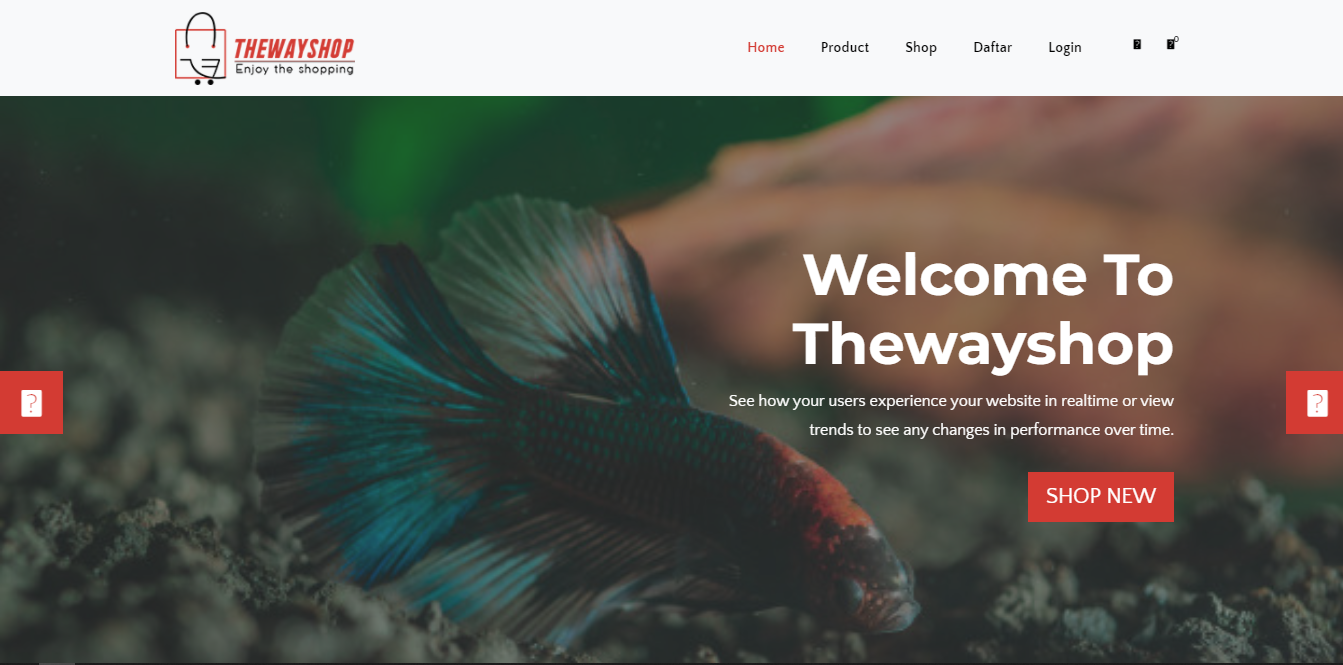 THEWAYSHOP
Enjoy the shopping
Home Product Shop Daftar Login 0
Welcome To
Thewayshop
See how your users experience your website in realtime or view
trends to see any changes in performance over time.
SHOP NEW